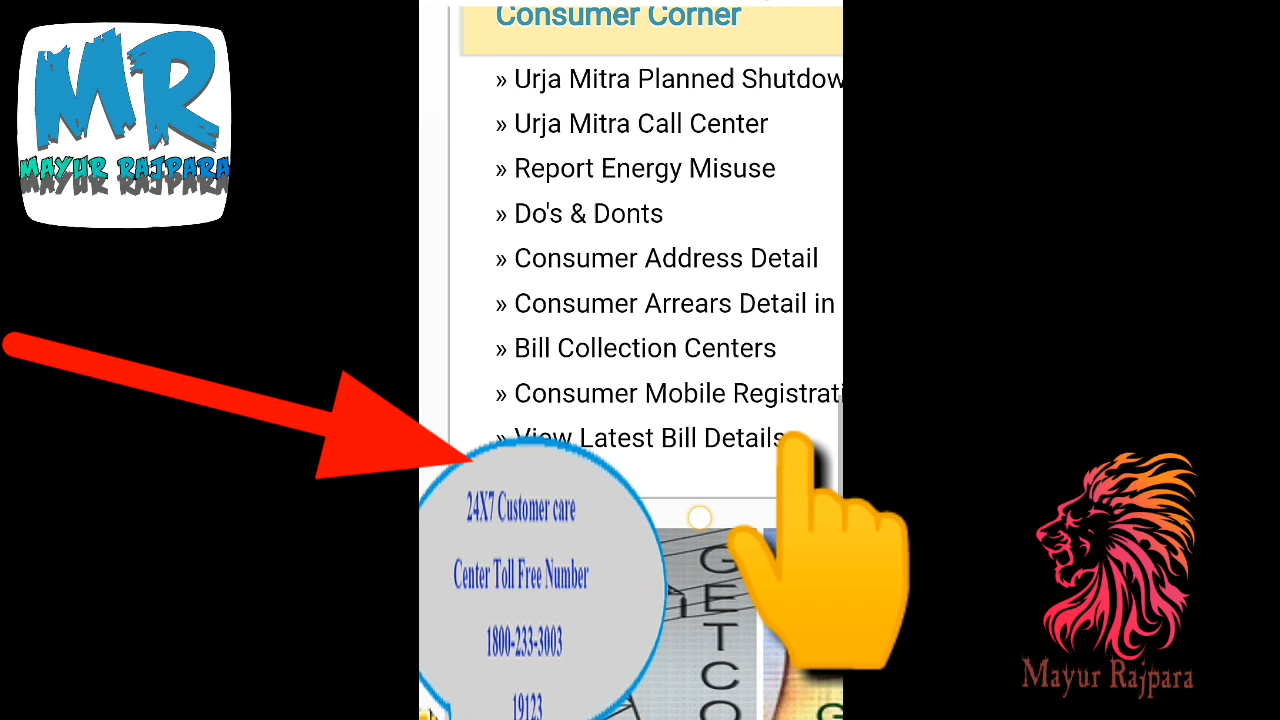 MR
MAYUR RAJPARA
Consumer Corner
» Urja Mitra Planned Shutdow
» Urja Mitra Call Center
» Report Energy Misuse
» Do's & Donts
» Consumer Address Detail
» Consumer Arrears Detail in
» Bill Collection Centers
» Consumer Mobile Registrati
» View Latest Bill Details
24X7 Customer care
Center Toll Free Number
1800-233-3003
19123
GETCO
G
Mayur Rajpara